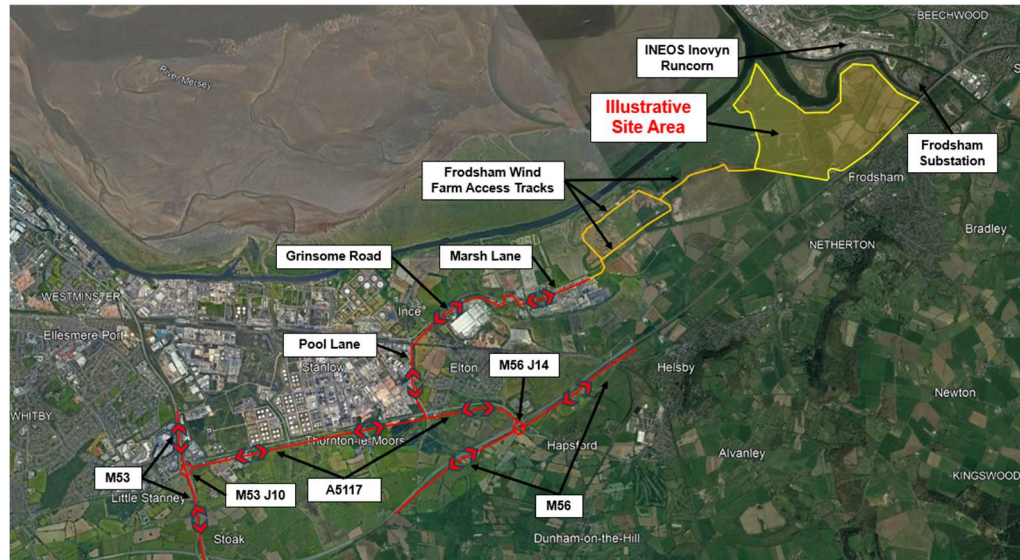 BEECHWOOD
INEOS Inovyn
Runcorn
River Mersey
Illustrative
Site Area
Frodsham
Substation
Frodsham Wind
Farm Access Tracks
Frodsham
Bradley
NETHERTON
Grinsome Road
Marsh Lane
WESTMINSTER
Ince
Ellesmere Port
Pool Lane
Stanlow
Elton
M56 J14
Helsby
Newton
WHITBY
Thornton-le-Moors
Hapsford
Alvanley
M53
M53 J10
A5117
M56
KINGSWOOD
Little Stanney
Stoak
Dunham-on-the-Hill